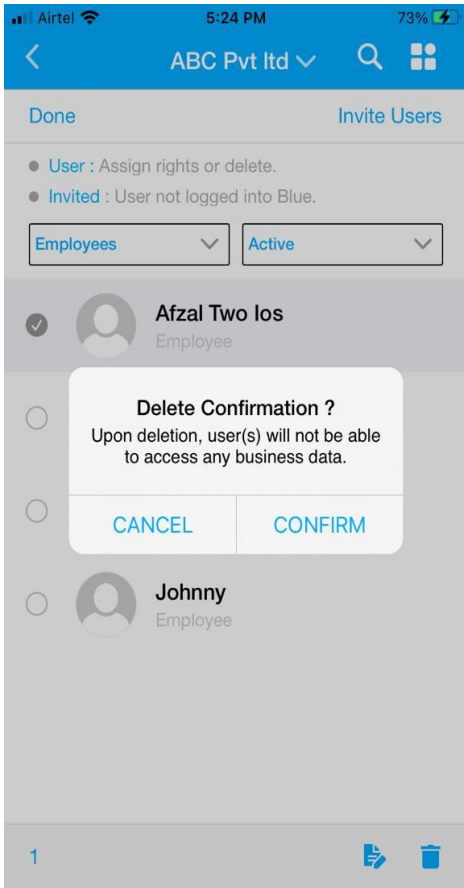 Airtel 5:24 PM 73%
ABC Pvt ltd
Done Invite Users
User : Assign rights or delete.
Invited : User not logged into Blue.
Employees Active
Afzal Two Ios
Employee
Delete Confirmation ?
Upon deletion, user(s) will not be able
to access any business data.
CANCEL CONFIRM
Johnny
Employee
1